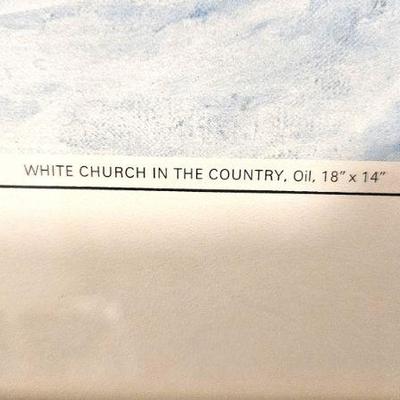 WHITE CHURCH IN THE COUNTRY, Oil, 18" x 14"